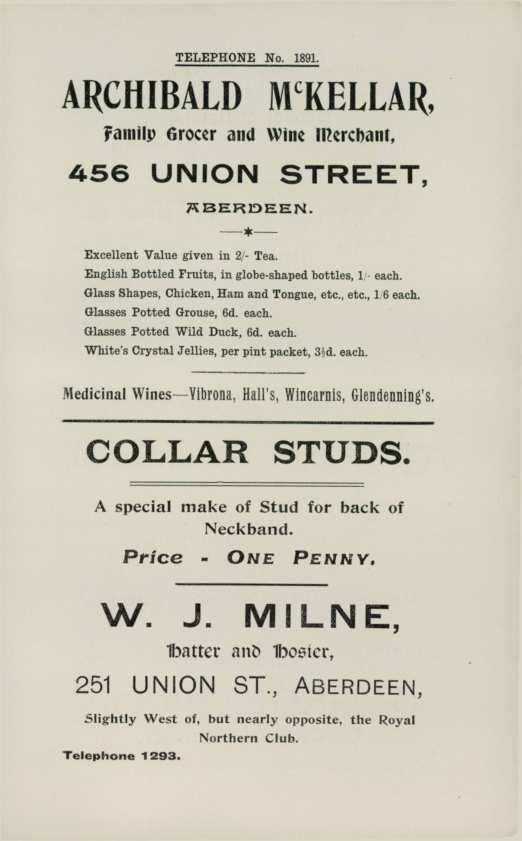 TELEPHONE No. 1891.
ARCHIBALD McKELLAR,
Family Grocer and Wine Merchant,
456 UNION STREET,
ABERDEEN.
Excellent Value given in 2/- Tea.
English Bottled Fruits, in globe-shaped bottles, 1/- each.
Glass Shapes, Chicken, Ham and Tongue, etc., etc., 1/6 each.
Glasses Potted Grouse, 6d. each.
Glasses Potted Wild Duck, 6d. each.
White's Crystal Jellies, per pint packet, 3½d. each.
Medicinal Wines—Vibrona, Hall's, Wincarnis, Glendenning's.
COLLAR STUDS.
A special make of Stud for back of
Neckband.
Price - ONE PENNY.
W. J. MILNE,
Hatter and Hosier,
251 UNION ST., ABERDEEN,
Slightly West of, but nearly opposite, the Royal
Northern Club.
Telephone 1293.